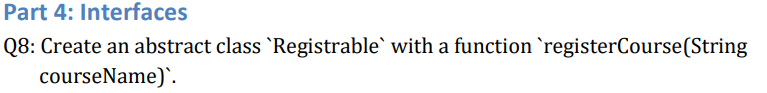 Part 4: Interfaces
Q8: Create an abstract class `Registrable` with a function `registerCourse(String
courseName)`.